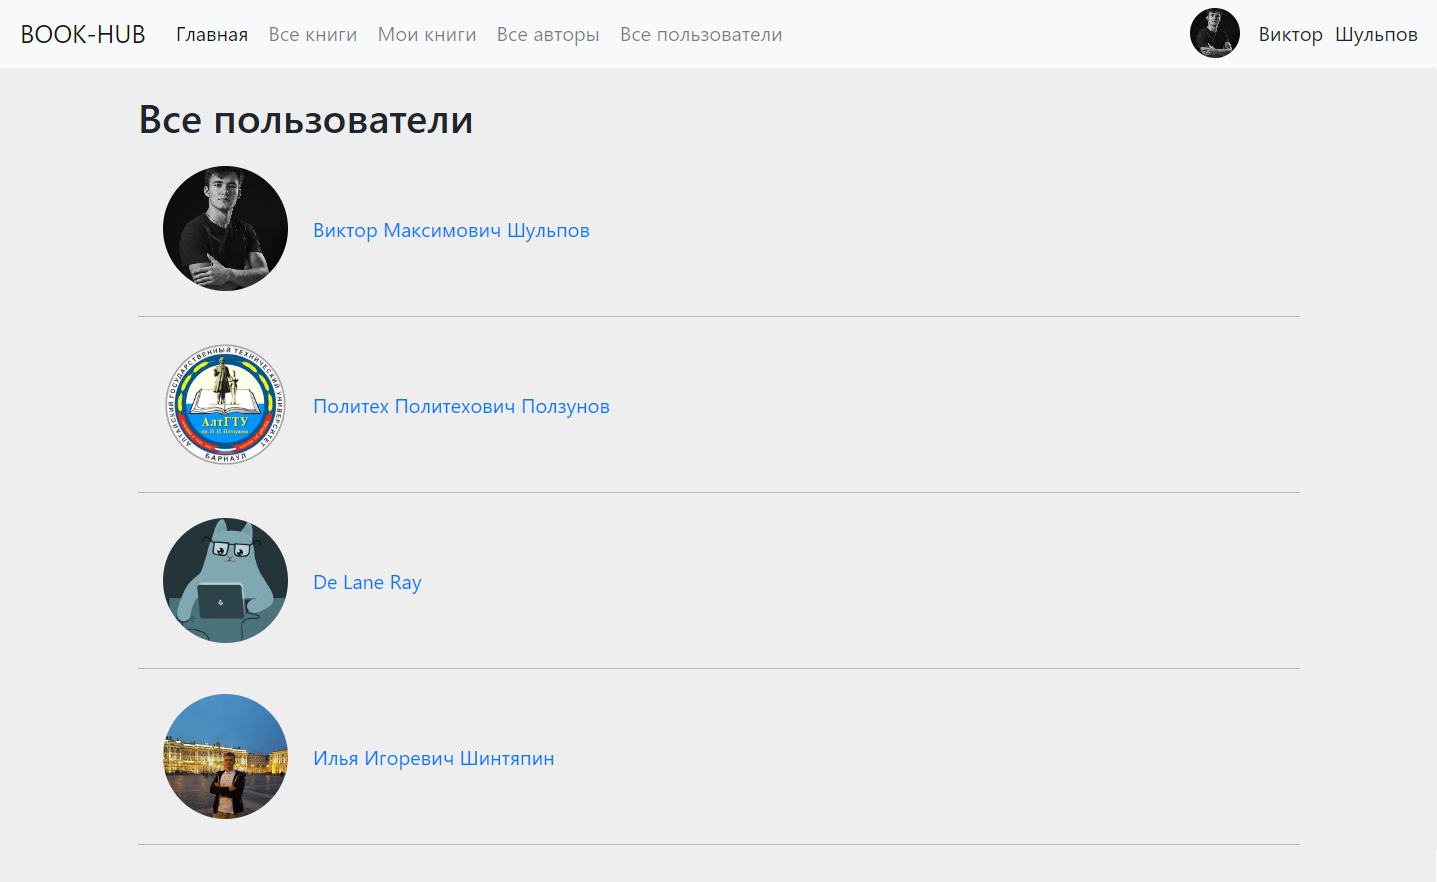 BOOK-HUB Главная Все книги Мои книги Все авторы Все пользователи Виктор Шульпов
Все пользователи
Виктор Максимович Шульпов
АЛТАЙСКИЙ ГОСУДАРСТВЕННЫЙ ТЕХНИЧЕСКИЙ УНИВЕРСИТЕТ
АлтГТУ
им. И. И. Ползунова
БАРНАУЛ
Политех Политехович Ползунов
De Lane Ray
Илья Игоревич Шинтяпин